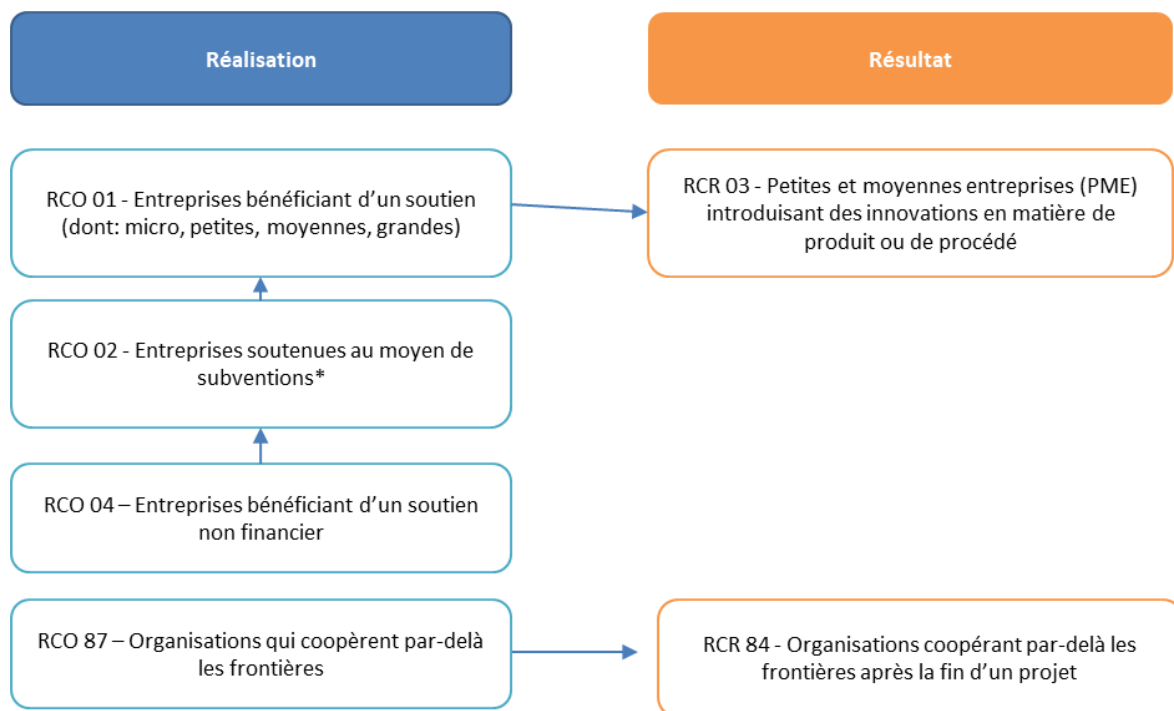 Réalisation
Résultat
RCO 01 - Entreprises bénéficiant d’un soutien
(dont: micro, petites, moyennes, grandes)
RCR 03 - Petites et moyennes entreprises (PME)
introduisant des innovations en matière de
produit ou de procédé
RCO 02 - Entreprises soutenues au moyen de
subventions*
RCO 04 – Entreprises bénéficiant d’un soutien
non financier
RCO 87 – Organisations qui coopèrent par-delà
les frontières
RCR 84 - Organisations coopérant par-delà les
frontières après la fin d’un projet